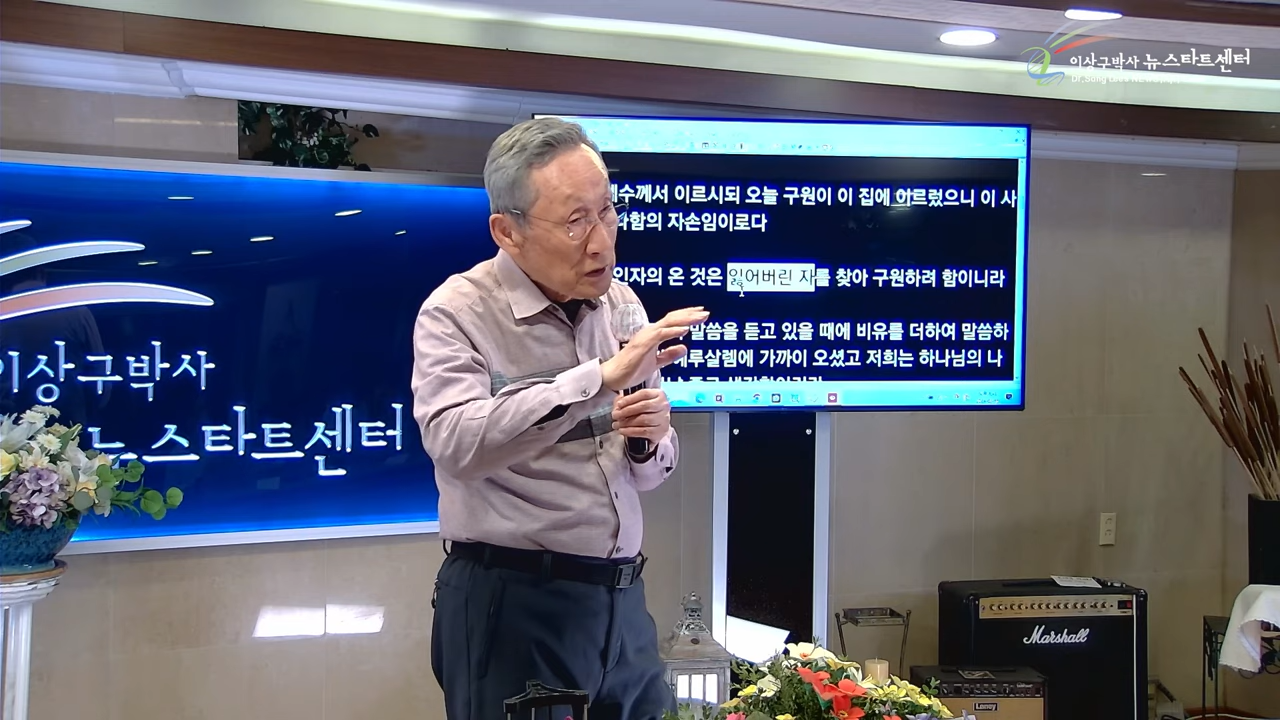 이상구박사 뉴스타트센터
예수께서 이르시되 오늘 구원이 이 집에 이르렀으니 이 사
함의 자손임이로다
인자의 온 것은 잃어버린 자를 찾아 구원하려 함이니라
말씀을 듣고 있을 때에 비유를 더하여 말씀하
예루살렘에 가까이 오셨고 저희는 하나님의 나
이상구박사
뉴스타트센터
Marshall
Laney